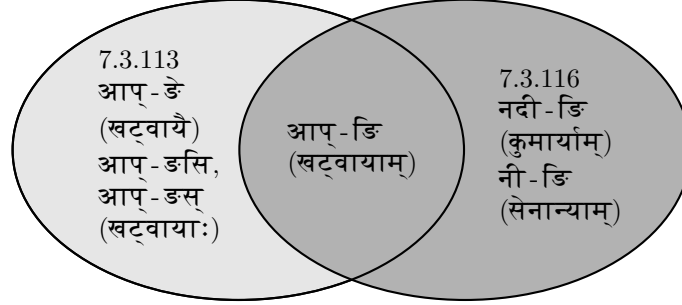 7.3.113
आप् - ङे
(खट्वायै)
आप् - ङसि,
आप् - ङस्
(खट्वायाः)
आप् - ङि
(खट्वायाम्)
7.3.116
नदी - ङि
(कुमार्याम्)
नी - ङि
(सेनान्याम्)